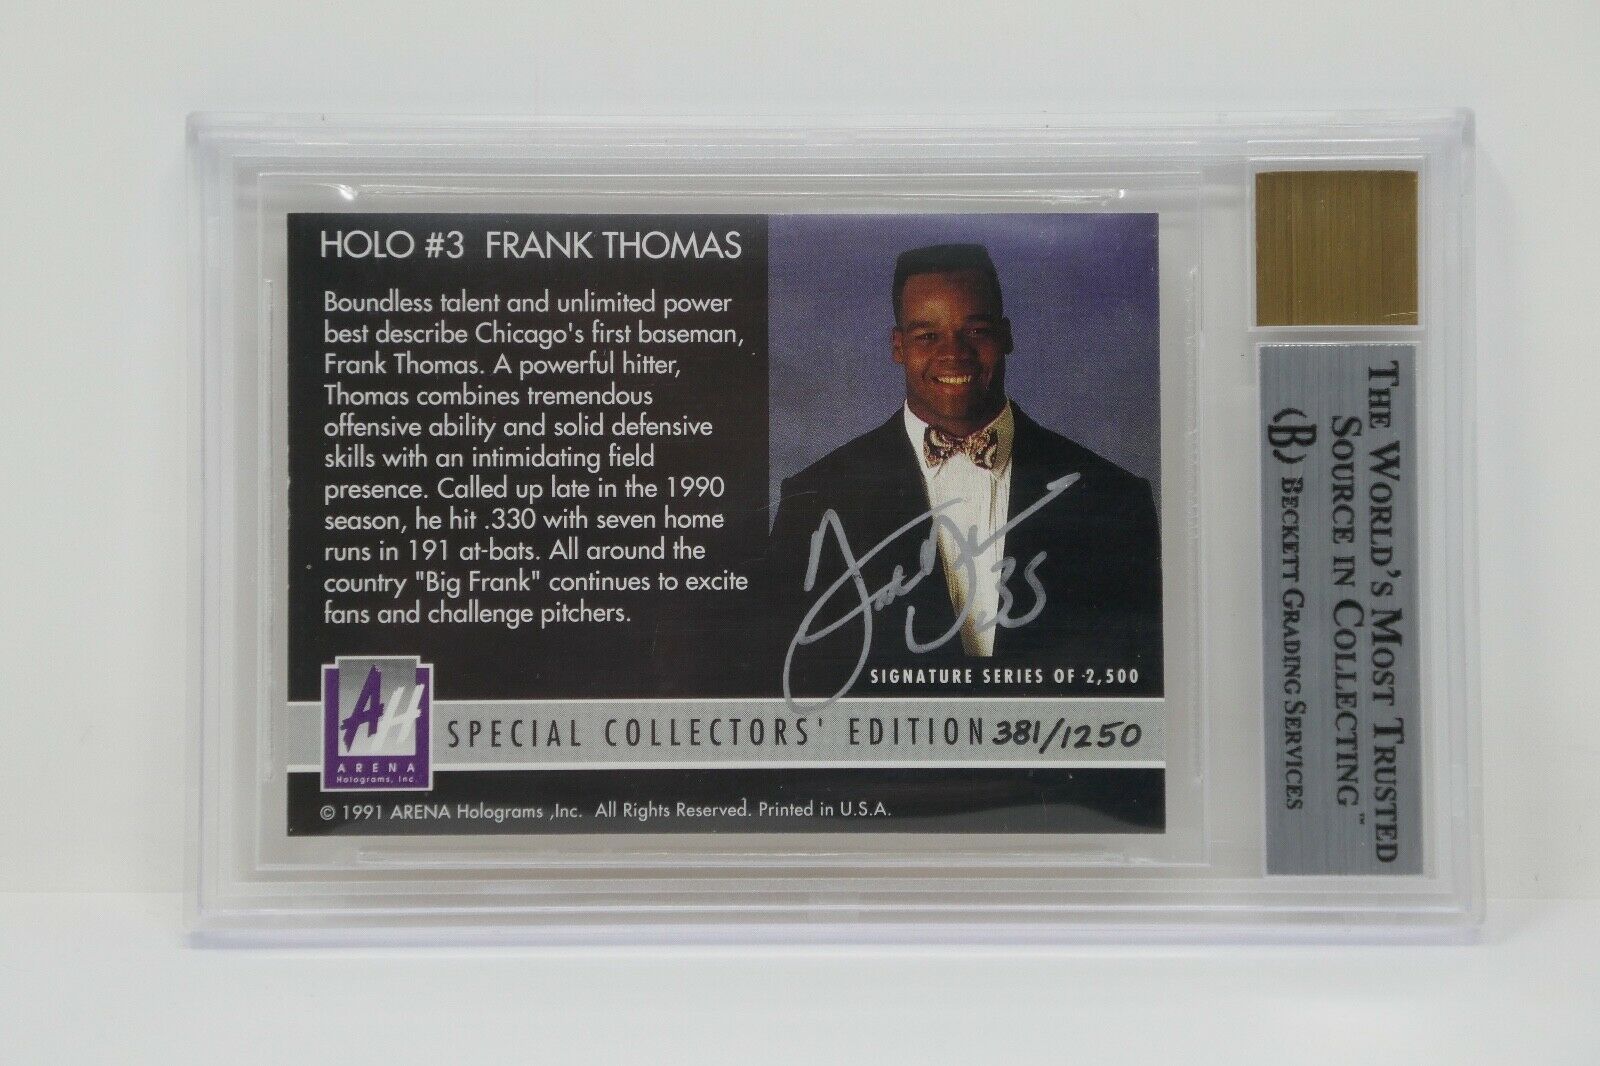 HOLO #3 FRANK THOMAS
Boundless talent and unlimited power
best describe Chicago's first baseman,
Frank Thomas. A powerful hitter,
Thomas combines tremendous
offensive ability and solid defensive
skills with an intimidating field
presence. Called up late in the 1990
season, he hit .330 with seven home
runs in 191 at-bats. All around the
country "Big Frank" continues to excite
fans and challenge pitchers.
35
SIGNATURE SERIES OF 2,500
AH
ARENA
Holograms, Inc.
SPECIAL COLLECTORS' EDITION 381/1250
© 1991 ARENA Holograms ,Inc. All Rights Reserved. Printed in U.S.A.
THE WORLD'S MOST TRUSTED
SOURCE IN COLLECTING™
B BECKETT GRADING SERVICES